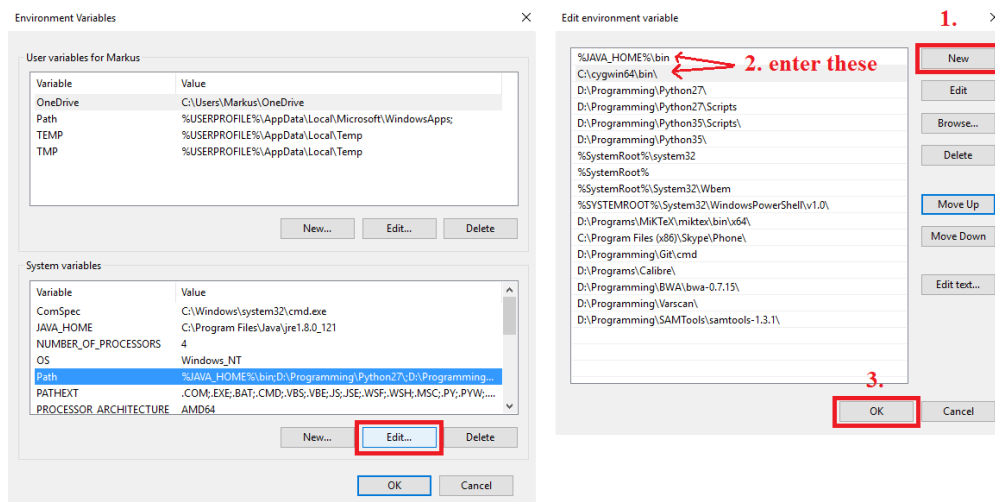 Environment Variables
User variables for Markus
Variable Value
OneDrive C:\Users\Markus\OneDrive
Path %USERPROFILE%\AppData\Local\Microsoft\WindowsApps;
TEMP %USERPROFILE%\AppData\Local\Temp
TMP %USERPROFILE%\AppData\Local\Temp
New... Edit... Delete
System variables
Variable Value
ComSpec C:\Windows\system32\cmd.exe
JAVA_HOME C:\Program Files\Java\jre1.8.0_121
NUMBER_OF_PROCESSORS 4
OS Windows_NT
Path %JAVA_HOME%\bin;D:\Programming\Python27\;D:\Programming...
PATHEXT .COM;.EXE;.BAT;.CMD;.VBS;.VBE;.JS;.JSE;.WSF;.WSH;.MSC;.PY;.PYW;....
PROCESSOR_ARCHITECTURE AMD64
New... Edit... Delete
OK Cancel
Edit environment variable
1.
%JAVA_HOME%\bin
C:\cygwin64\bin\
2. enter these
D:\Programming\Python27\
D:\Programming\Python27\Scripts
D:\Programming\Python35\Scripts\
D:\Programming\Python35\
%SystemRoot%\system32
%SystemRoot%
%SystemRoot%\System32\Wbem
%SYSTEMROOT%\System32\WindowsPowerShell\v1.0\
D:\Programs\MiKTeX\miktex\bin\x64\
C:\Program Files (x86)\Skype\Phone\
D:\Programming\Git\cmd
D:\Programs\Calibre\
D:\Programming\BWA\bwa-0.7.15\
D:\Programming\Varscan\
D:\Programming\SAMTools\samtools-1.3.1\
New
Edit
Browse...
Delete
Move Up
Move Down
Edit text...
3.
OK Cancel